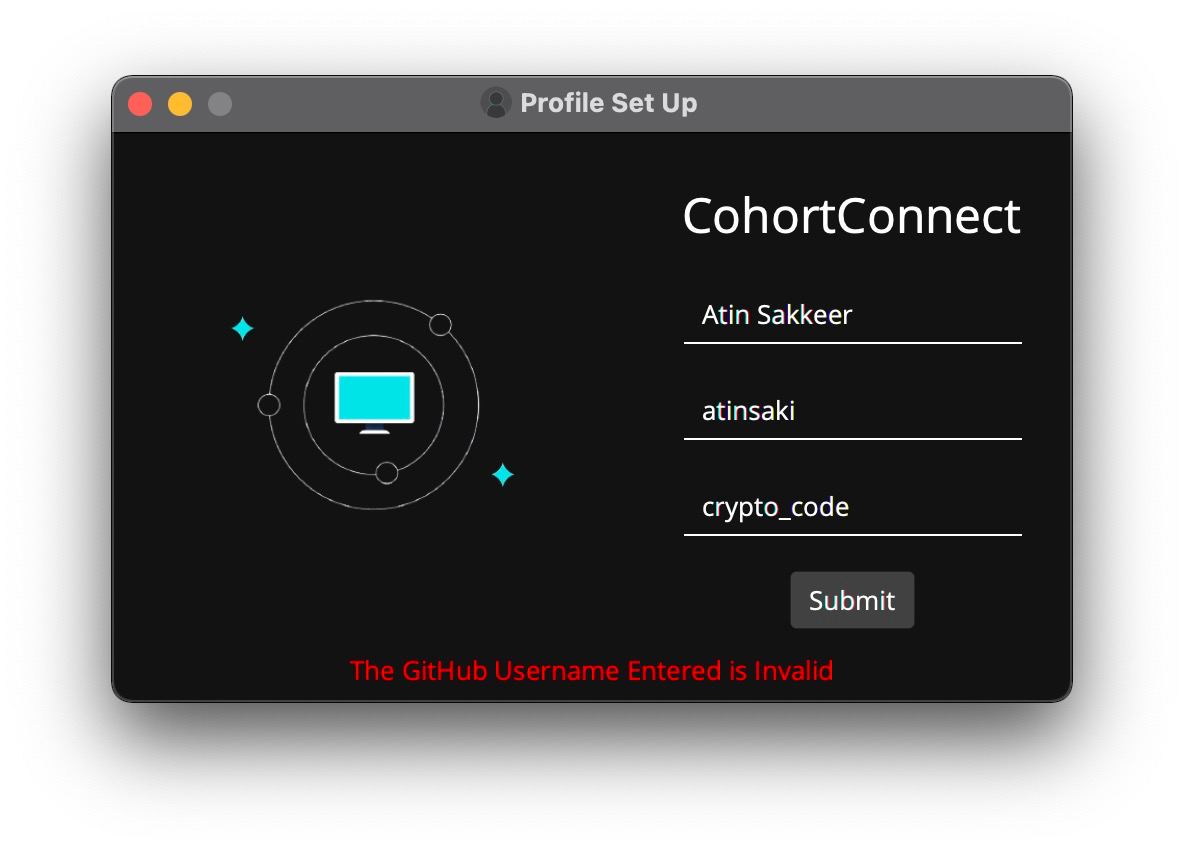 Profile Set Up
CohortConnect
Atin Sakkeer
atinsaki
crypto_code
Submit
The GitHub Username Entered is Invalid